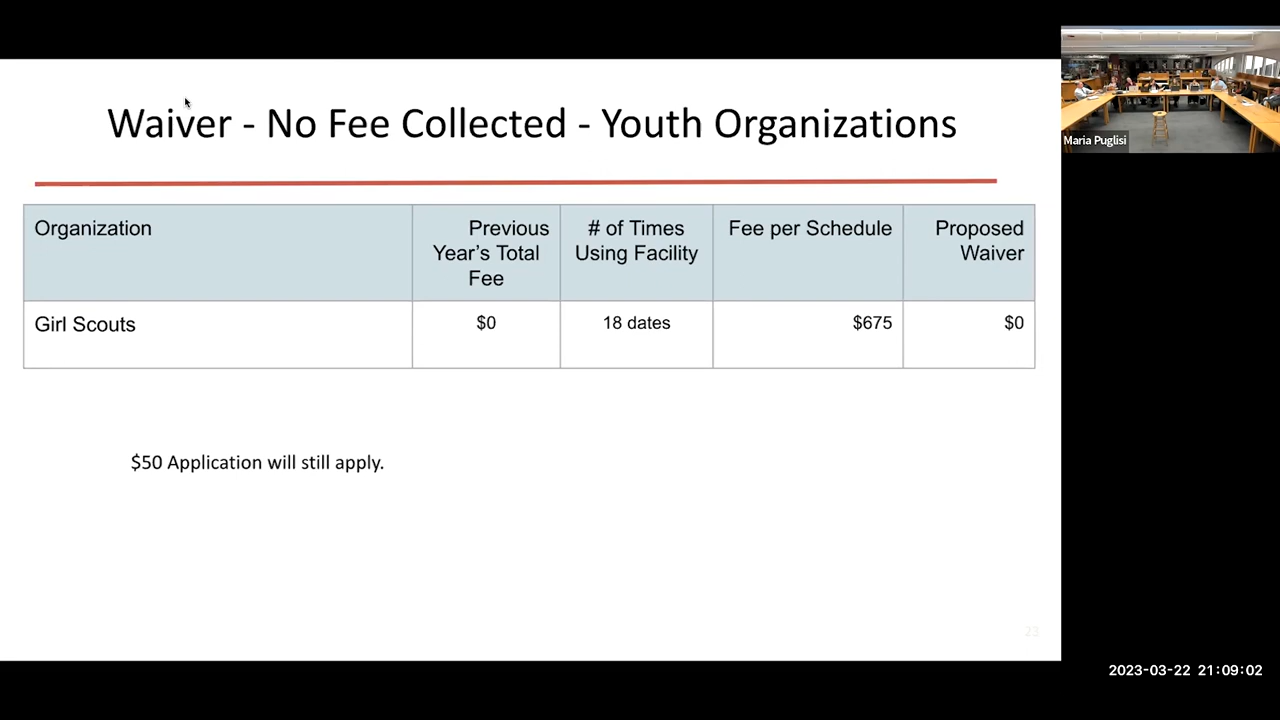 Waiver - No Fee Collected - Youth Organizations
Organization
Previous
Year's Total
Fee
# of Times
Using Facility
Fee per Schedule
Proposed
Waiver
Girl Scouts
$0
18 dates
$675
$0
$50 Application will still apply.
23
Maria Puglisi
2023-03-22 21:09:02